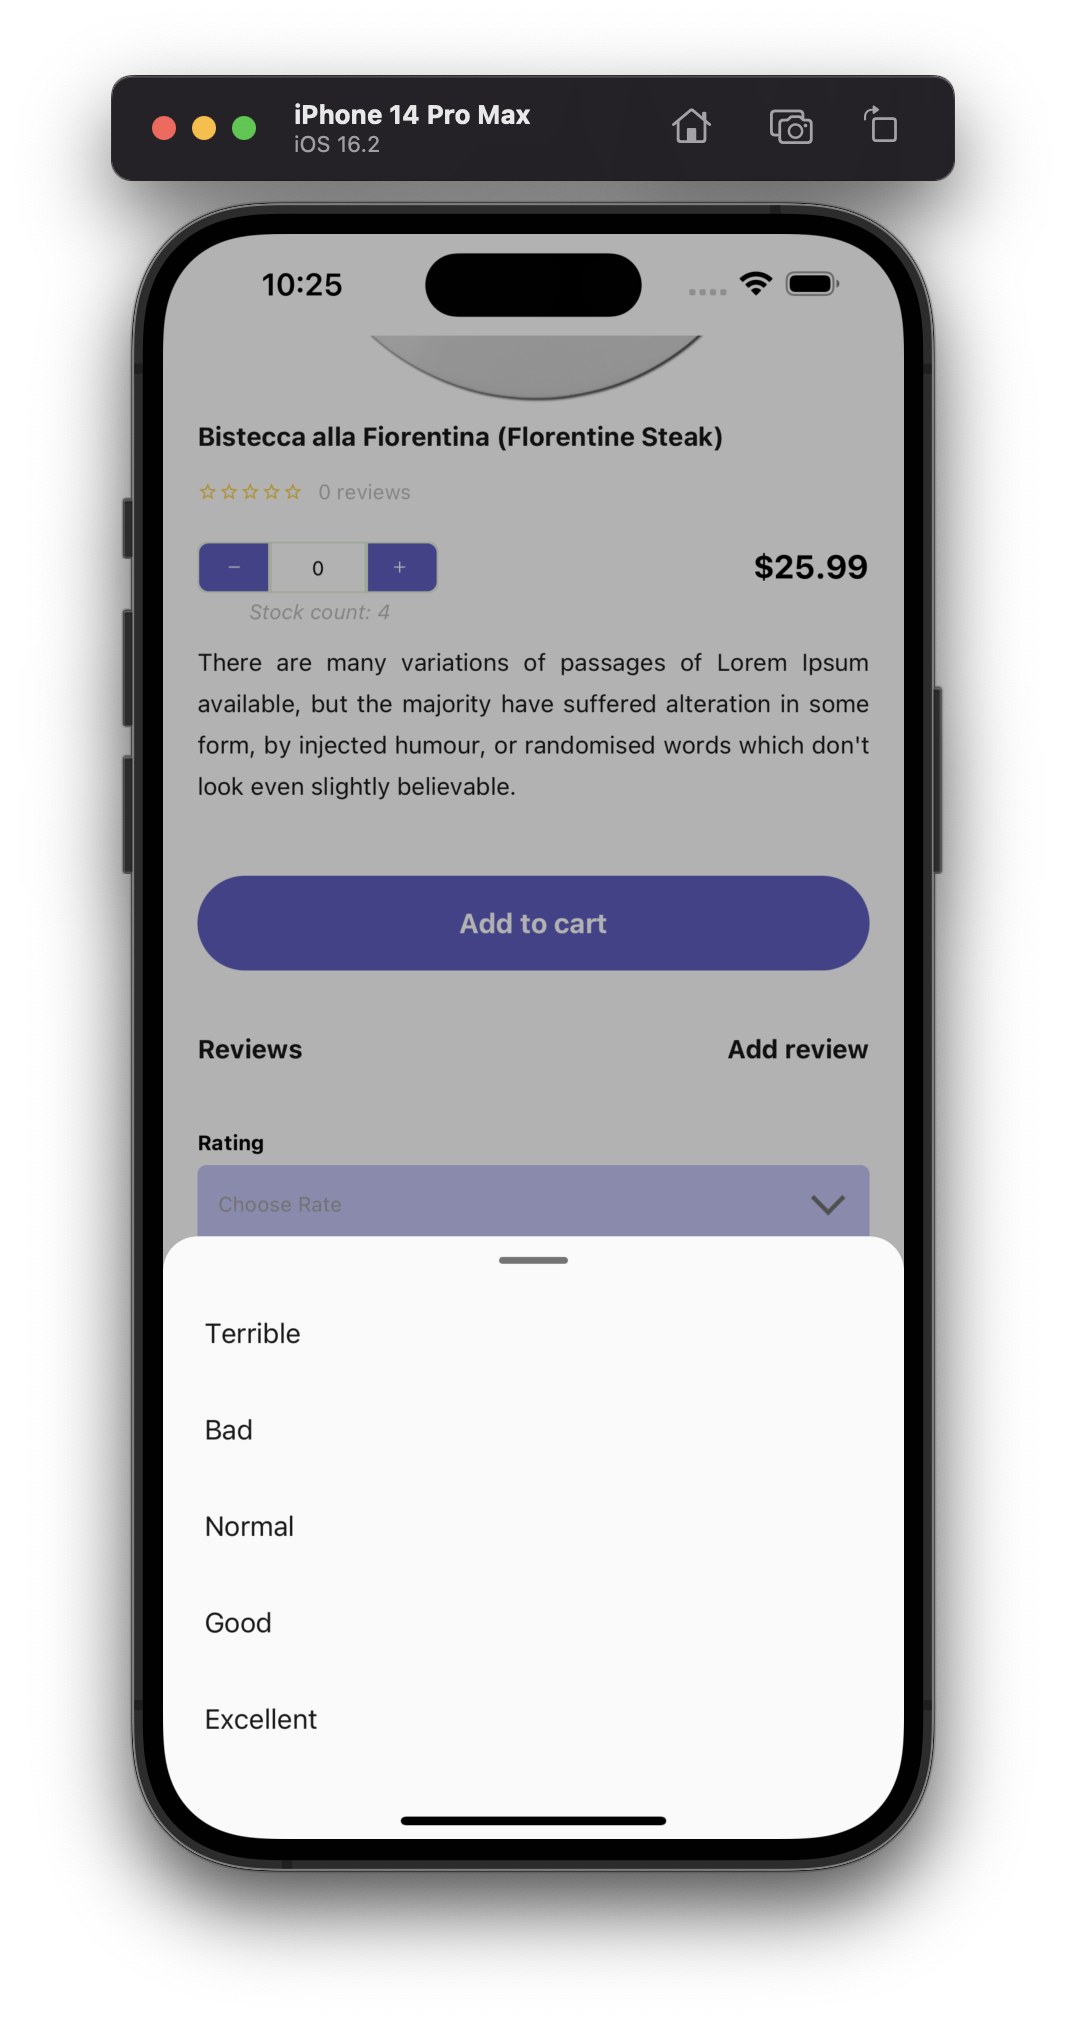 iPhone 14 Pro Max
iOS 16.2
10:25
Bistecca alla Fiorentina (Florentine Steak)
0 reviews
− 0 + $25.99
Stock count: 4
There are many variations of passages of Lorem Ipsum
available, but the majority have suffered alteration in some
form, by injected humour, or randomised words which don't
look even slightly believable.
Add to cart
Reviews Add review
Rating
Choose Rate
Terrible
Bad
Normal
Good
Excellent